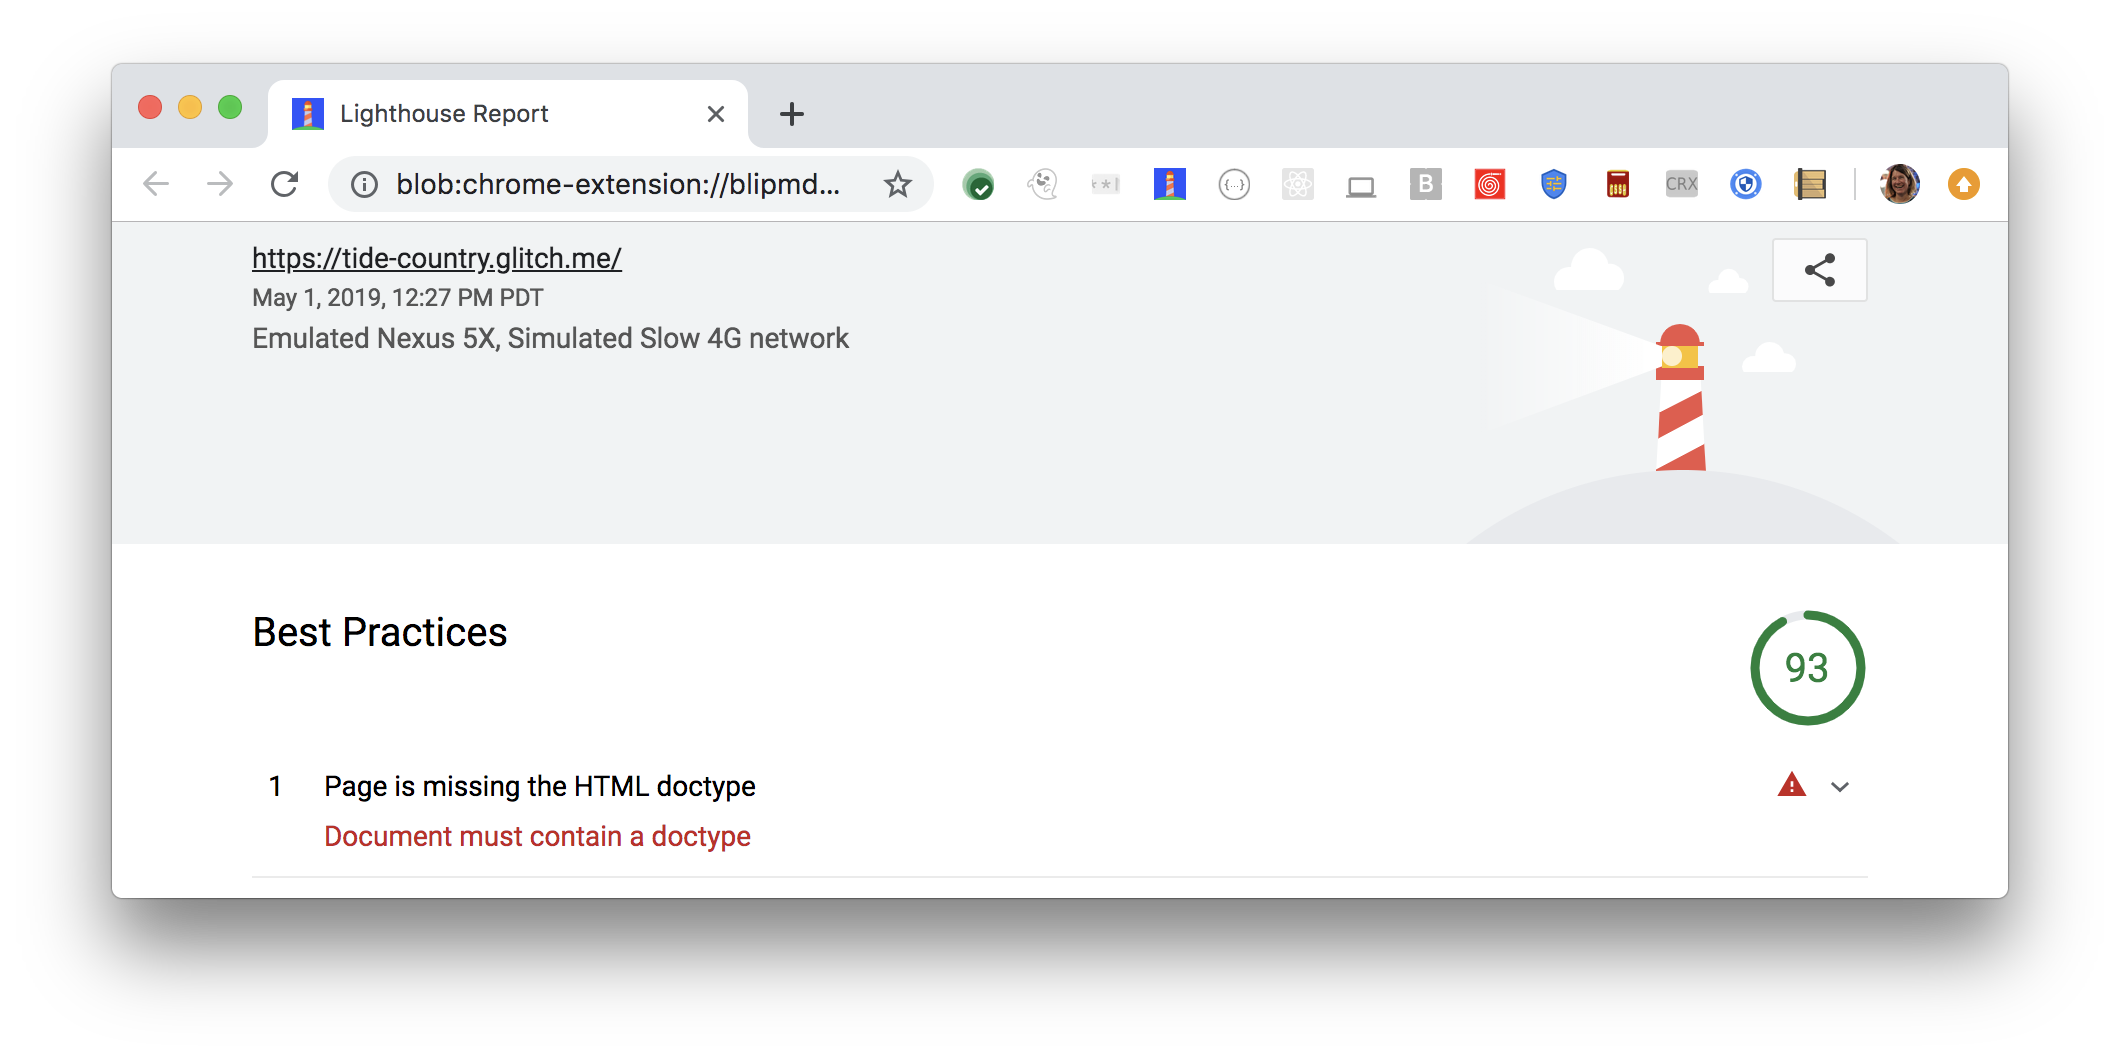 Lighthouse Report
blob:chrome-extension://blipmd...
{...}
B
CRX
https://tide-country.glitch.me/
May 1, 2019, 12:27 PM PDT
Emulated Nexus 5X, Simulated Slow 4G network
Best Practices
93
1 Page is missing the HTML doctype
Document must contain a doctype